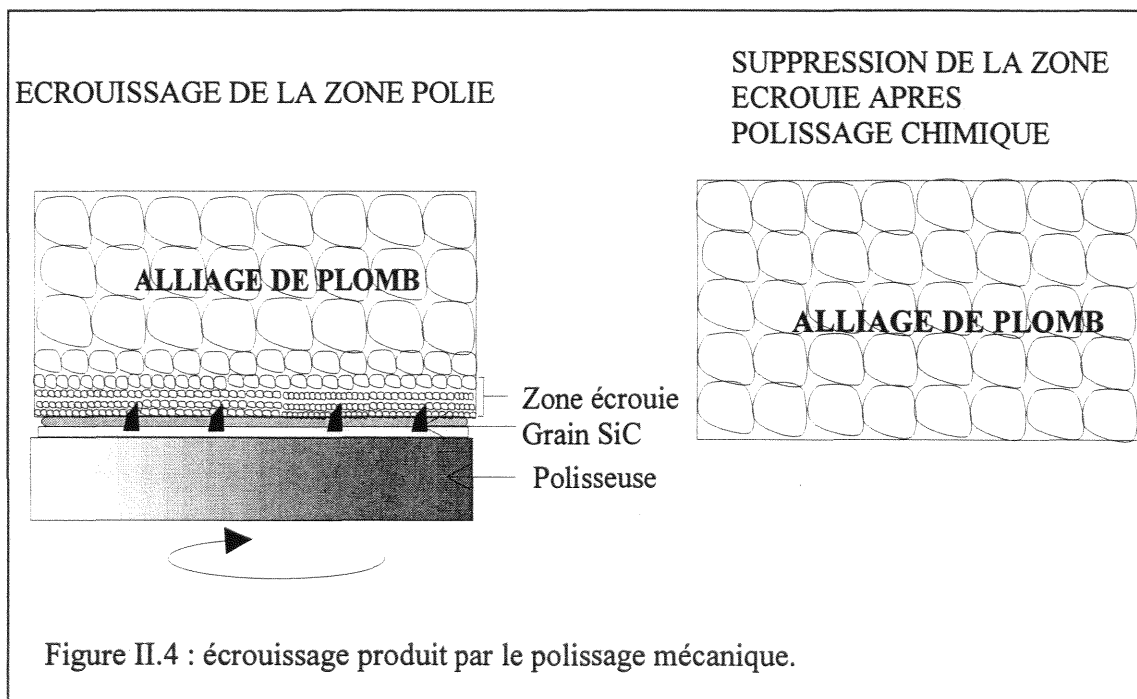 ECROUISSAGE DE LA ZONE POLIE
SUPPRESSION DE LA ZONE
ECROUIE APRES
POLISSAGE CHIMIQUE
ALLIAGE DE PLOMB
ALLIAGE DE PLOMB
Zone écrouie
Grain SiC
Polisseuse
Figure II.4 : écrouissage produit par le polissage mécanique.